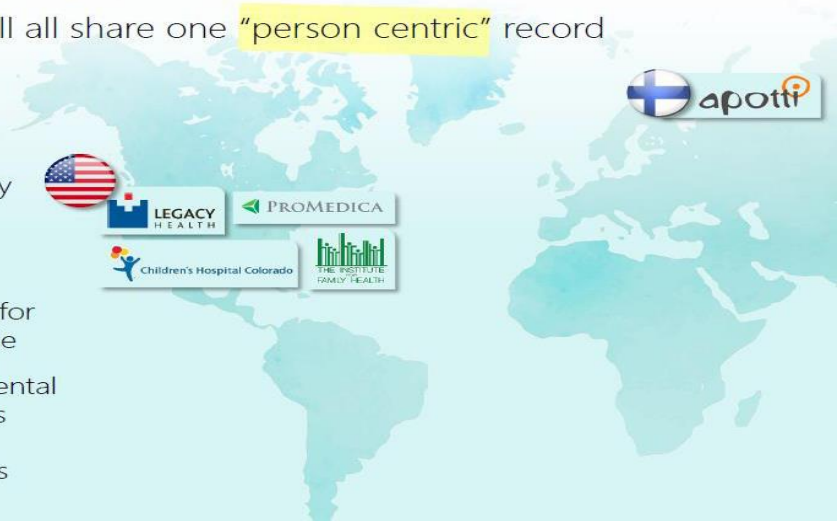 ll all share one “person centric” record
apotti
y
LEGACY
HEALTH
PROMEDICA
Children's Hospital Colorado
THE INSTITUTE
FOR
FAMILY HEALTH
for
e
ental
s
s